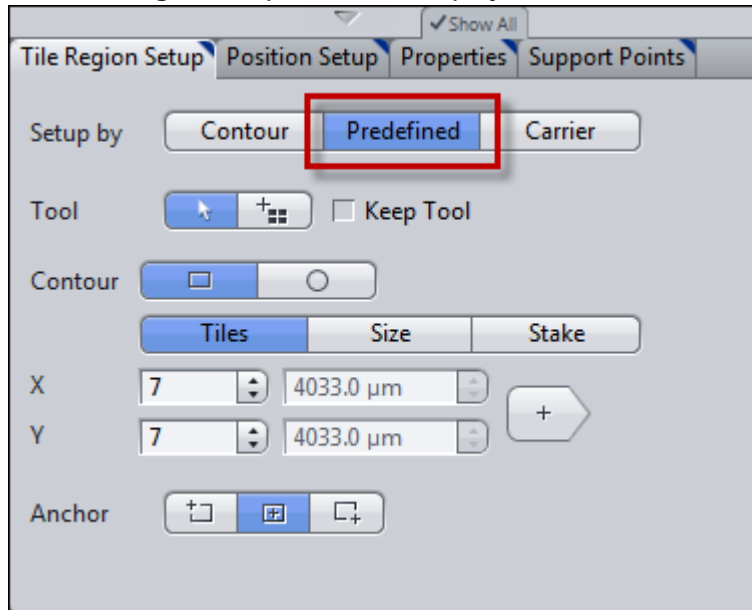 ✓Show All
Tile Region Setup Position Setup Properties Support Points
Setup by Contour Predefined Carrier
Tool Keep Tool
Contour
Tiles Size Stake
X 7 4033.0 µm
+
Y 7 4033.0 µm
Anchor